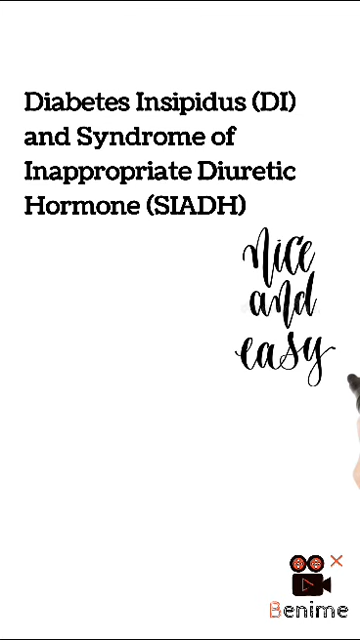 Diabetes Insipidus (DI)
and Syndrome of
Inappropriate Diuretic
Hormone (SIADH)
nice
and
easy
Benime